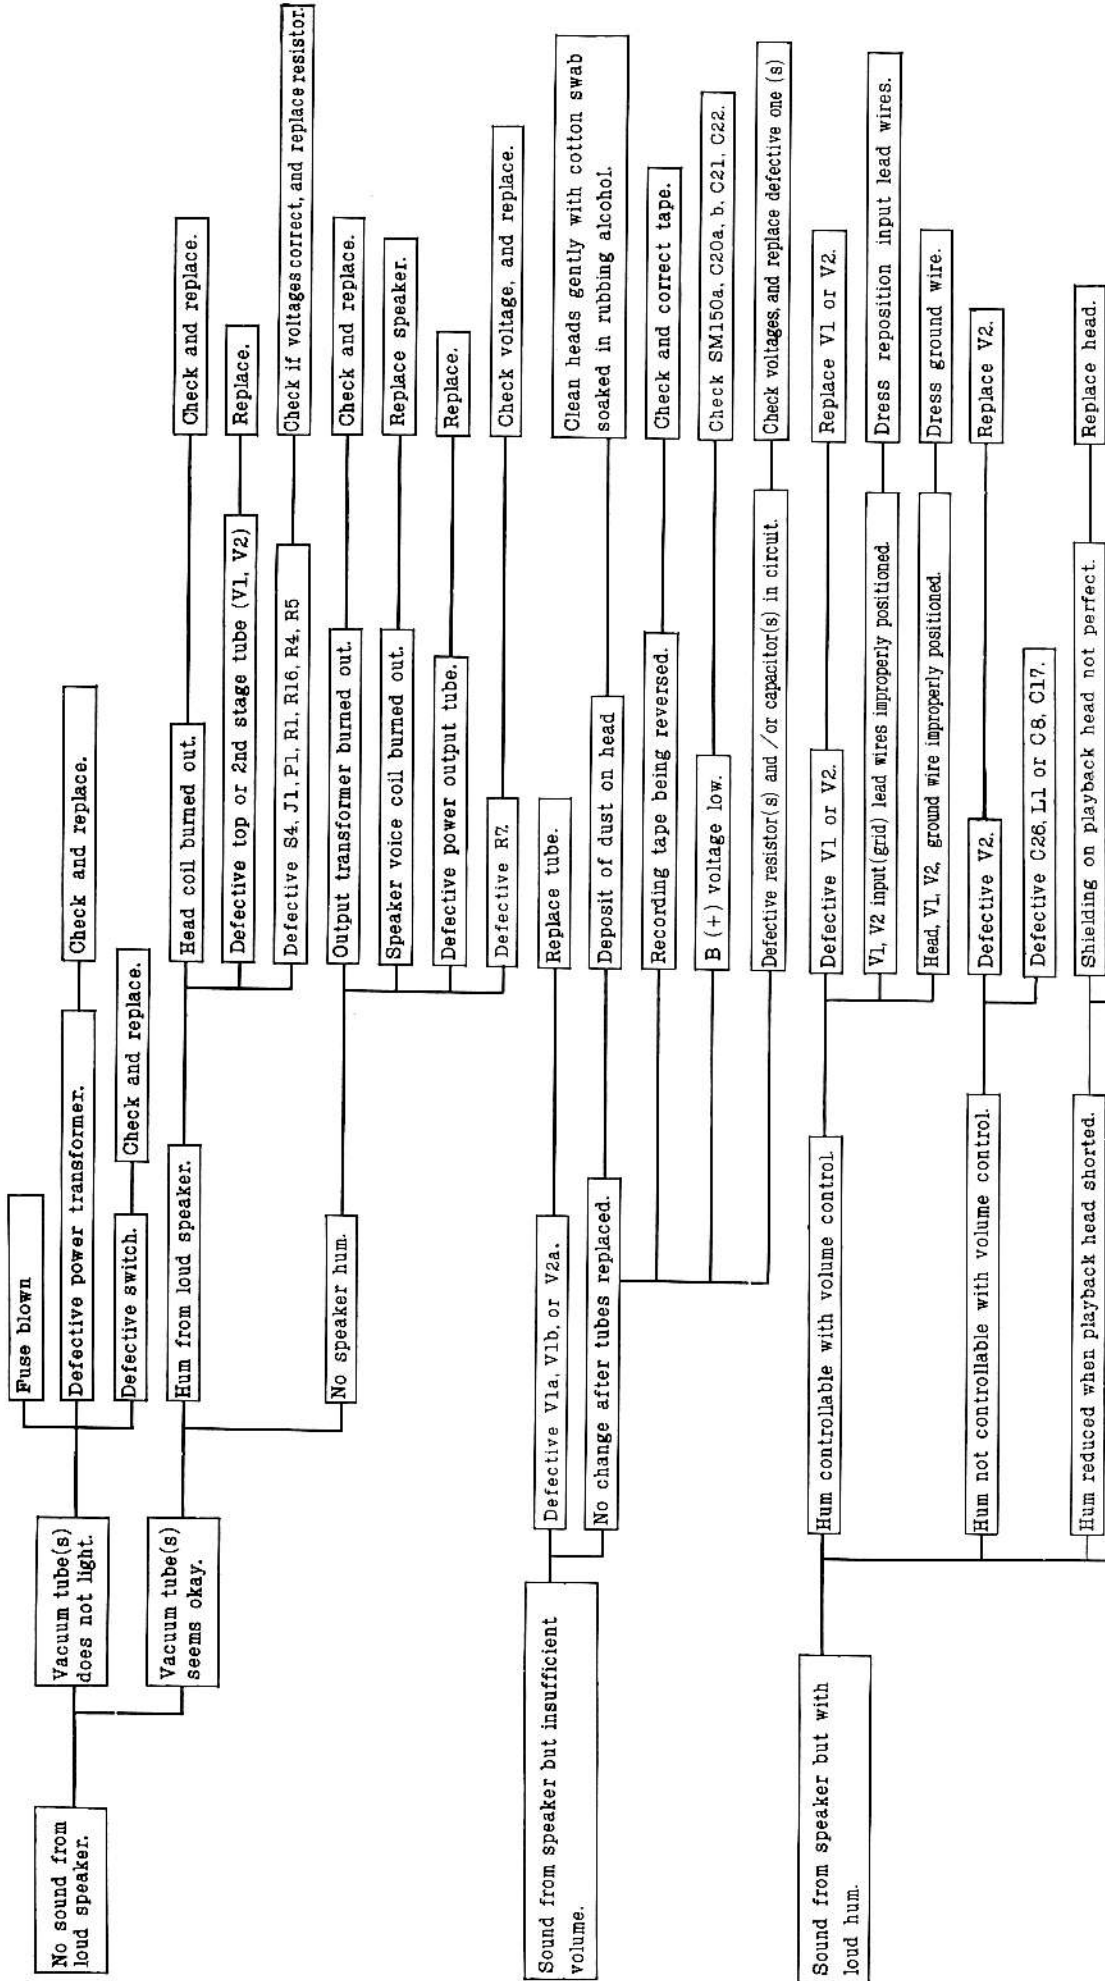 No sound from
loud speaker.
Vacuum tube(s)
does not light.
Fuse blown
Defective power transformer.
Check and replace.
Defective switch.
Check and replace.
Vacuum tube(s)
seems okay.
Hum from loud speaker.
Head coil burned out.
Check and replace.
Defective top or 2nd stage tube (V1, V2)
Replace.
Defective S4, J1, P1, R1, R16, R4, R5
Check if voltages correct, and replace resistor.
No speaker hum.
Output transformer burned out.
Check and replace.
Speaker voice coil burned out.
Replace speaker.
Defective power output tube.
Replace.
Defective R7.
Check voltage, and replace.
Sound from speaker but insufficient
volume.
Defective V1a, V1b, or V2a.
Replace tube.
No change after tubes replaced.
Deposit of dust on head
Clean heads gently with cotton swab
soaked in rubbing alcohol.
Recording tape being reversed.
Check and correct tape.
B (+) voltage low.
Check SM150a, C20a, b, C21, C22.
Defective resistor(s) and /or capacitor(s) in circuit.
Check voltages, and replace defective one (s)
Sound from speaker but with
loud hum.
Hum controllable with volume control.
Defective V1 or V2.
Replace V1 or V2.
V1, V2 input(grid) lead wires improperly positioned.
Dress reposition input lead wires.
Head, V1, V2, ground wire improperly positioned.
Dress ground wire.
Hum not controllable with volume control.
Defective V2.
Replace V2.
Defective C26, L1 or C8, C17.
Hum reduced when playback head shorted.
Shielding on playback head not perfect.
Replace head.